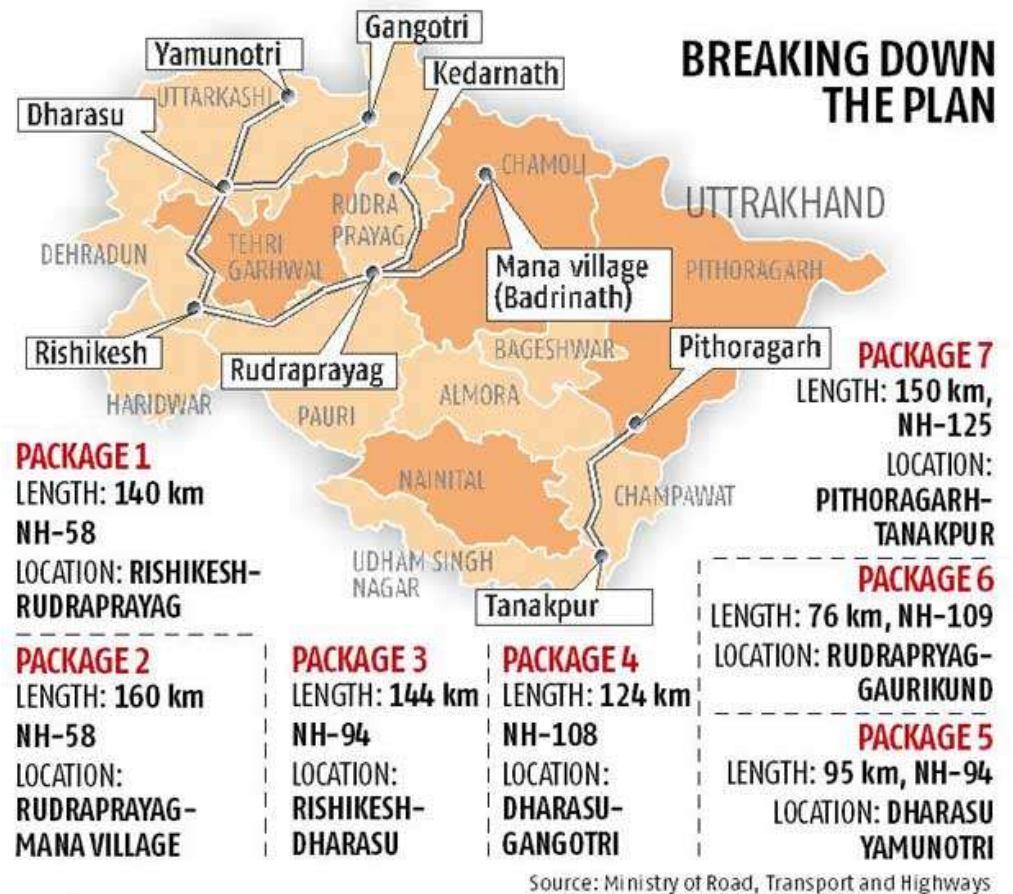 BREAKING DOWN
THE PLAN
Gangotri
Yamunotri
Kedarnath
Dharasu
UTTARKASHI
CHAMOLI
UTTRAKHAND
RUDRA
PRAYAG
DEHRADUN
TEHRI
GARHWAL
Mana village
(Badrinath)
PITHORAGARH
Rishikesh
Rudraprayag
BAGESHWAR
Pithoragarh
HARIDWAR
PAURI
ALMORA
NAINITAL
CHAMPAWAT
UDHAM SINGH
NAGAR
Tanakpur
PACKAGE 1
LENGTH: 140 km
NH-58
LOCATION: RISHIKESH-
RUDRAPRAYAG
PACKAGE 2
LENGTH: 160 km
NH-58
LOCATION:
RUDRAPRAYAG-
MANA VILLAGE
PACKAGE 3
LENGTH: 144 km
NH-94
LOCATION:
RISHIKESH-
DHARASU
PACKAGE 4
LENGTH: 124 km
NH-108
LOCATION:
DHARASU-
GANGOTRI
PACKAGE 7
LENGTH: 150 km,
NH-125
LOCATION:
PITHORAGARH-
TANAKPUR
PACKAGE 6
LENGTH: 76 km, NH-109
LOCATION: RUDRAPRYAG-
GAURIKUND
PACKAGE 5
LENGTH: 95 km, NH-94
LOCATION: DHARASU
YAMUNOTRI
Source: Ministry of Road, Transport and Highways